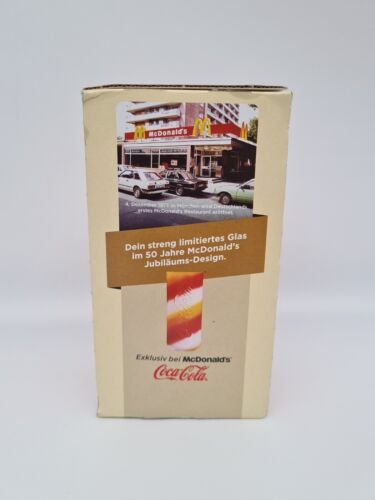 McDonald's
4. Dezember 1971 in München wird Deutschlands
erstes McDonald's Restaurant eröffnet.
Dein streng limitiertes Glas
im 50 Jahre McDonald's
Jubiläums-Design.
Exklusiv bei McDonald's
Coca-Cola